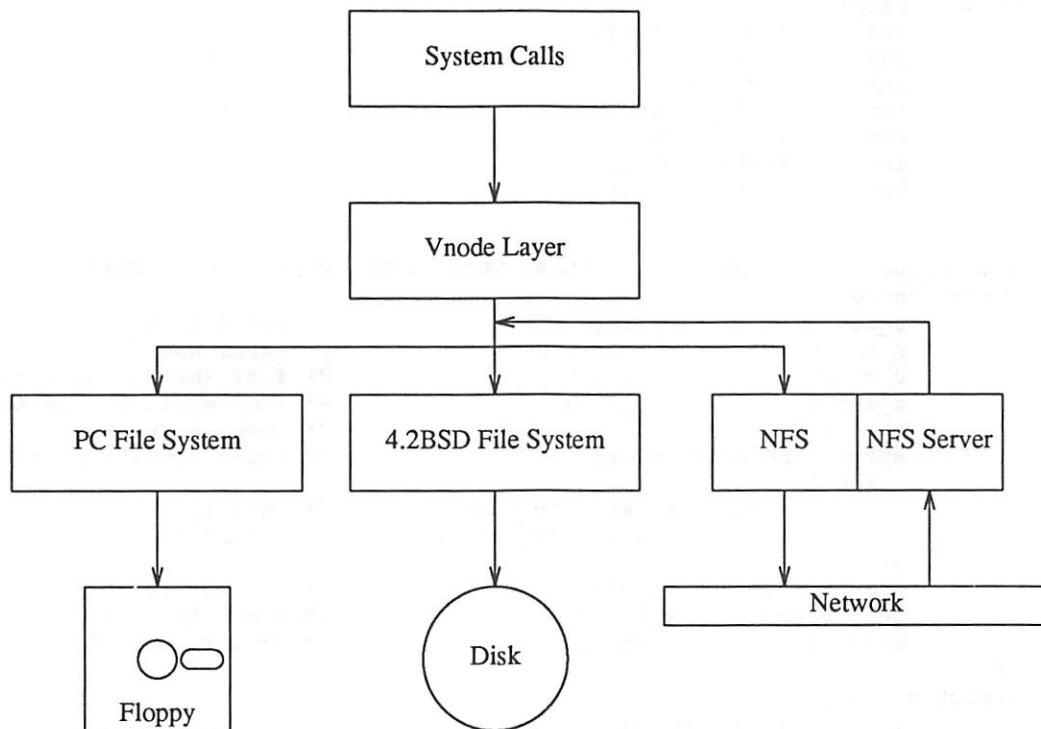 System Calls
Vnode Layer
PC File System
4.2BSD File System
NFS
NFS Server
Network
Disk
Floppy